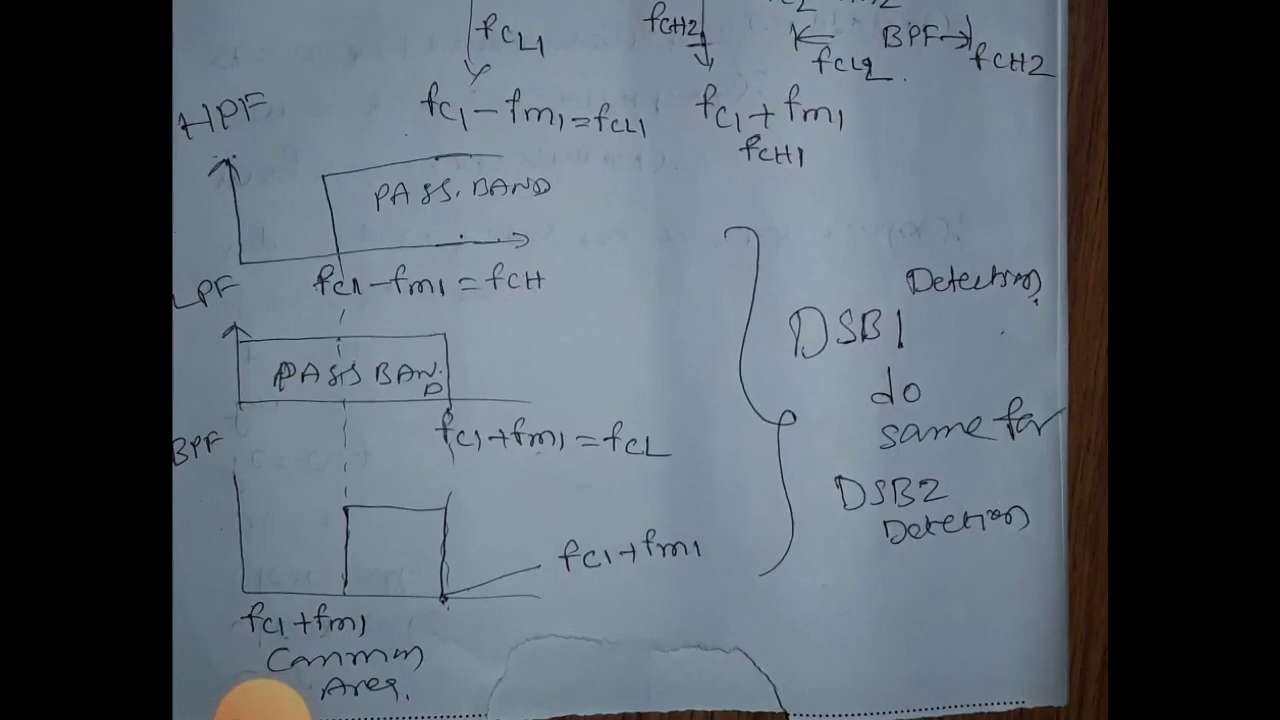 fCL1
fCH2
BPF
fCL2
fCH2
fC1 - fm1 = fCL1
fC1 + fm1
fCH1
HPF
PASS. BAND
fC1 - fm1 = fCH
LPF
PASS BAND
fC1 + fm1 = fCL
BPF
fC1 + fm1
fC1 + fm1
Common
Area.
Detection
DSB1
do
same for
DSB2
Detection